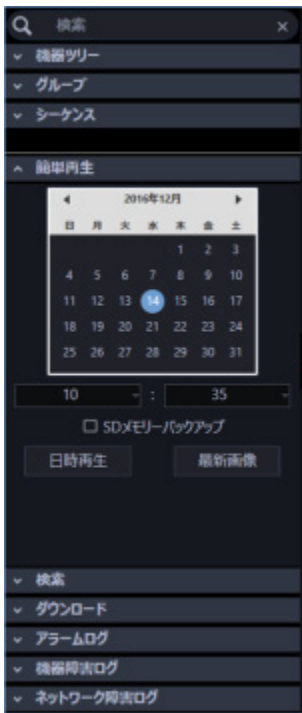 検索
機器ツリー
グループ
シーケンス
簡単再生
2016年12月
日 月 火 水 木 金 土
1 2 3
4 5 6 7 8 9 10
11 12 13 14 15 16 17
18 19 20 21 22 23 24
25 26 27 28 29 30 31
10 : 35
SDメモリーバックアップ
日時再生 最新画像
検索
ダウンロード
アラームログ
機器障害ログ
ネットワーク障害ログ